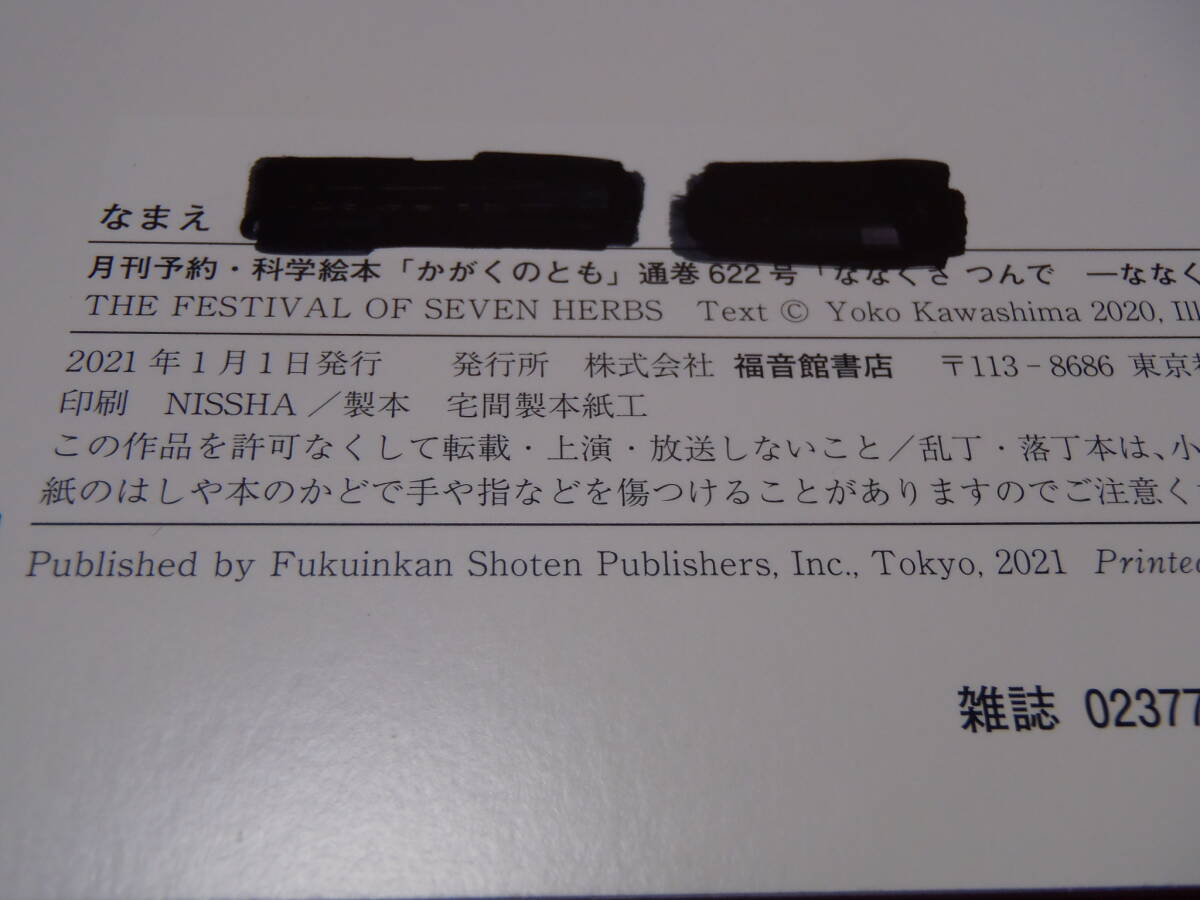 なまえ
月刊予約・科学絵本「かがくのとも」通巻622号「ななくさ つんで ―ななく
THE FESTIVAL OF SEVEN HERBS Text © Yoko Kawashima 2020, Ill
2021年1月1日発行 発行所 株式会社 福音館書店 〒113-8686 東京都
印刷 NISSHA／製本 宅間製本紙工
この作品を許可なくして転載・上演・放送しないこと／乱丁・落丁本は、小
紙のはしや本のかどで手や指などを傷つけることがありますのでご注意く
Published by Fukuinkan Shoten Publishers, Inc., Tokyo, 2021 Printed
雑誌 02377